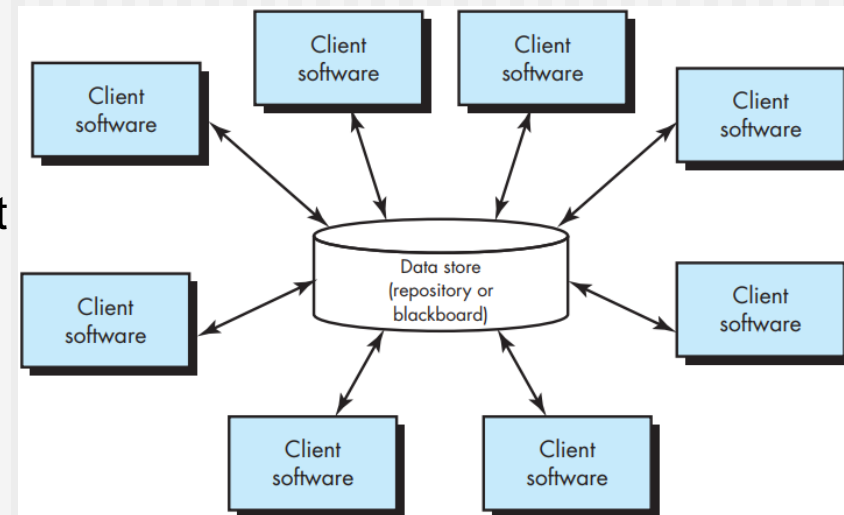 Client
software
Client
software
Client
software
Client
software
t
Data store
(repository or
blackboard)
Client
software
Client
software
Client
software
Client
software